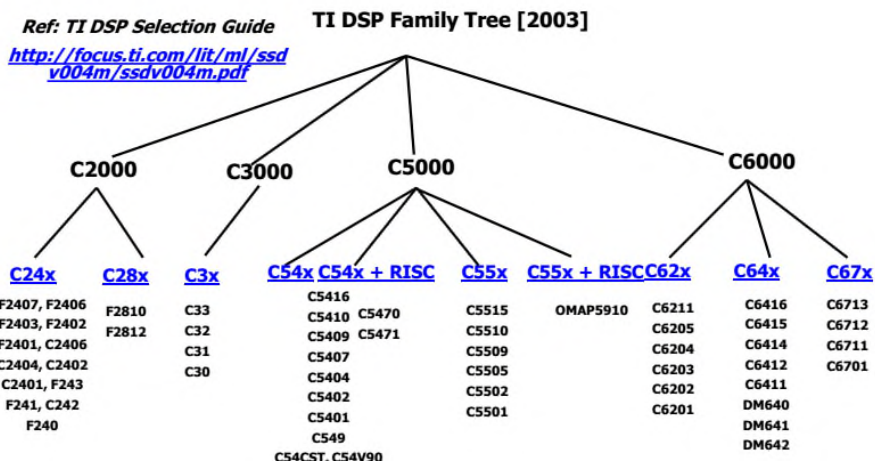 Ref: TI DSP Selection Guide
http://focus.ti.com/lit/ml/ssd
v004m/ssdv004m.pdf
TI DSP Family Tree [2003]
C2000
C3000
C5000
C6000
C24x
F2407, F2406
F2403, F2402
F2401, C2406
C2404, C2402
C2401, F243
F241, C242
F240
C28x
F2810
F2812
C3x
C33
C32
C31
C30
C54x
C5416
C5410
C5409
C5407
C5404
C5402
C5401
C549
C54CST, C54V90
C54x + RISC
C5470
C5471
C55x
C5515
C5510
C5509
C5505
C5502
C5501
C55x + RISC
OMAP5910
C62x
C6211
C6205
C6204
C6203
C6202
C6201
C64x
C6416
C6415
C6414
C6412
C6411
DM640
DM641
DM642
C67x
C6713
C6712
C6711
C6701